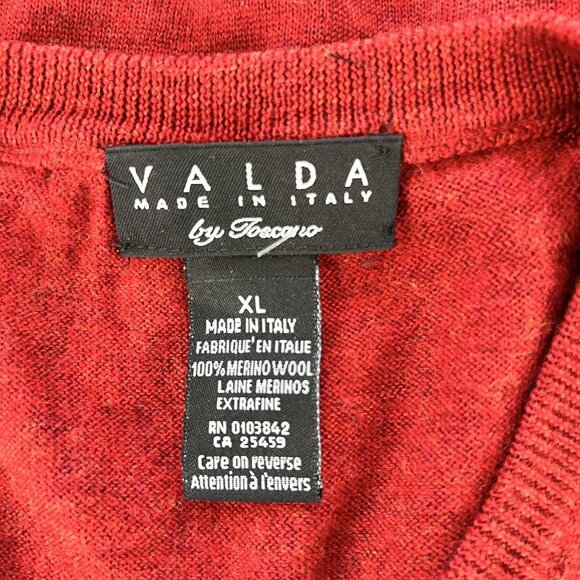 VALDA
MADE IN ITALY
by Toscano
XL
MADE IN ITALY
FABRIQUE' EN ITALIE
100% MERINO WOOL
LAINE MERINOS
EXTRAFINE
RN 0103842
CA 25459
Care on reverse
Attention à l'envers